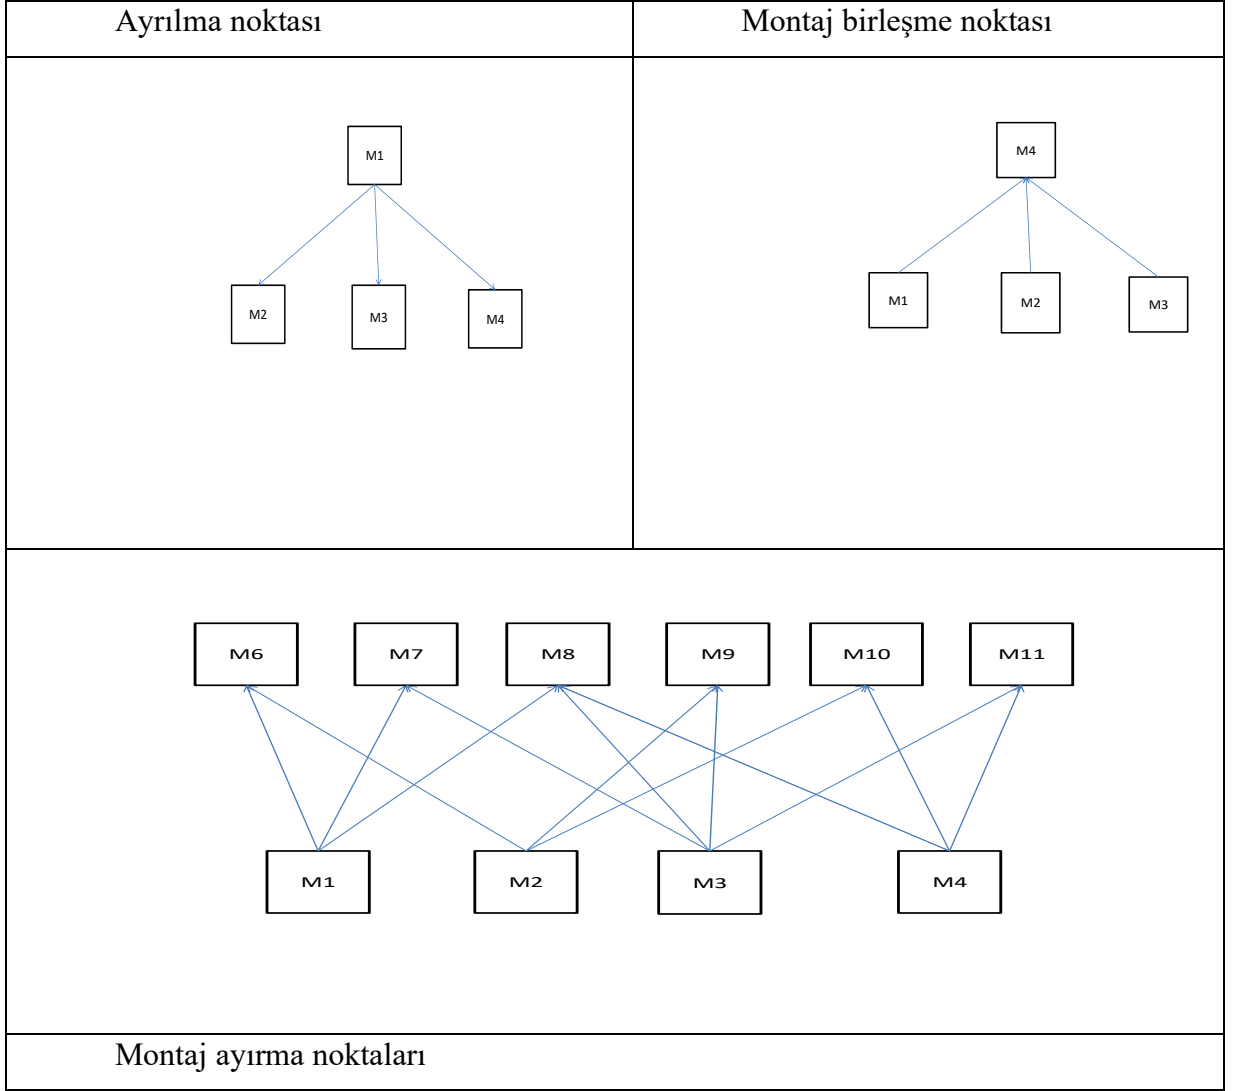 Ayrılma noktası
Montaj birleşme noktası
M1
M2
M3
M4
M4
M1
M2
M3
M6
M7
M8
M9
M10
M11
M1
M2
M3
M4
Montaj ayırma noktaları